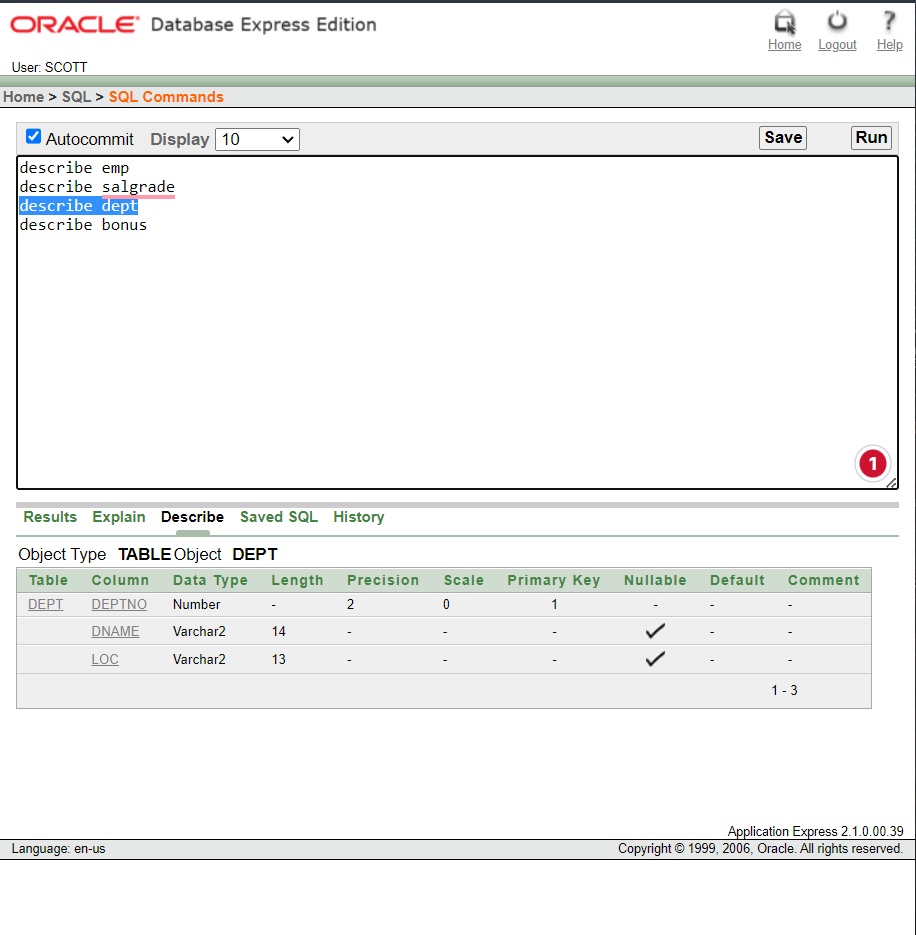 ORACLE® Database Express Edition
Home Logout Help
User: SCOTT
Home > SQL > SQL Commands
Autocommit Display 10 Save Run
describe emp
describe salgrade
describe dept
describe bonus
1
Results Explain Describe Saved SQL History
Object Type TABLE Object DEPT
Table Column Data Type Length Precision Scale Primary Key Nullable Default Comment
DEPT DEPTNO Number - 2 0 1 - - -
DNAME Varchar2 14 - - - - -
LOC Varchar2 13 - - - - -
1 - 3
Application Express 2.1.0.00.39
Language: en-us Copyright © 1999, 2006, Oracle. All rights reserved.